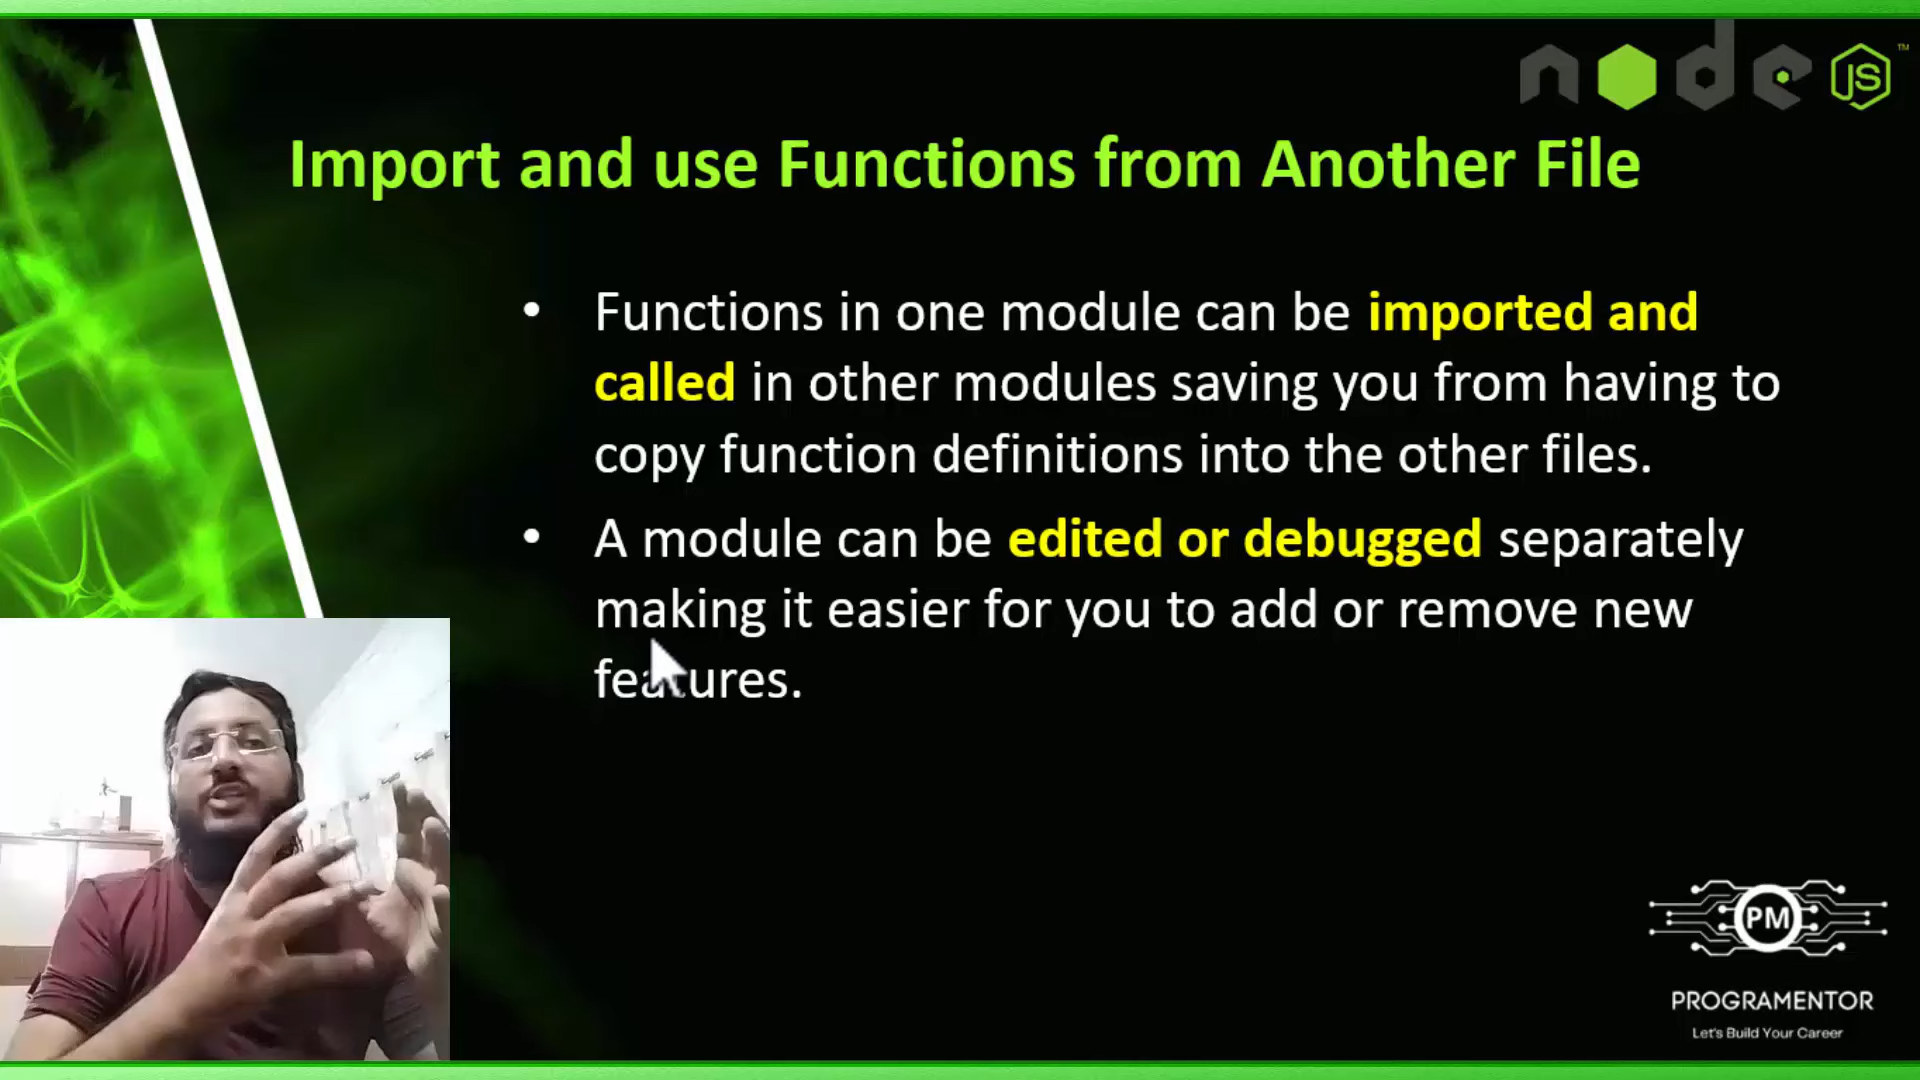 node JS ™
Import and use Functions from Another File
• Functions in one module can be imported and
called in other modules saving you from having to
copy function definitions into the other files.
• A module can be edited or debugged separately
making it easier for you to add or remove new
features.
PM
PROGRAMENTOR
Let's Build Your Career